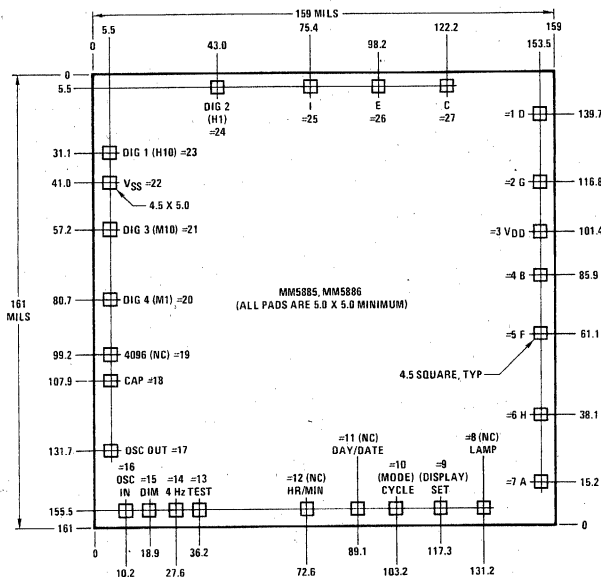 159 MILS
0 5.5 43.0 75.4 98.2 122.2 153.5 159
0
5.5
DIG 2 (H1) =24
I =25
E =26
C =27
=1 D 139.7
31.1 DIG 1 (H10) =23
41.0 VSS =22
4.5 X 5.0
=2 G 116.8
57.2 DIG 3 (M10) =21
=3 VDD 101.4
=4 B 85.9
161 MILS
80.7 DIG 4 (M1) =20
MM5885, MM5886
(ALL PADS ARE 5.0 X 5.0 MINIMUM)
=5 F 61.1
99.2 4096 (NC) =19
107.9 CAP =18
4.5 SQUARE, TYP
=6 H 38.1
131.7 OSC OUT =17
=16 OSC IN
=15 DIM
=14 4 Hz
=13 TEST
=12 (NC) HR/MIN
=11 (NC) DAY/DATE
=10 (MODE) CYCLE
=9 (DISPLAY) SET
=8 (NC) LAMP
=7 A 15.2
155.5
161
0
0 10.2 18.9 27.6 36.2 72.6 89.1 103.2 117.3 131.2